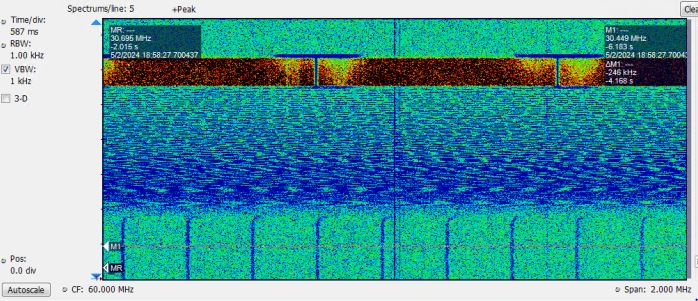 Spectrums/line: 5 +Peak Clea
Time/div:
587 ms
RBW:
1.00 kHz
VBW:
1 kHz
3-D
MR: ---
30.695 MHz
-2.015 s
5/2/2024 18:58:27.700437
M1: ---
30.449 MHz
-6.183 s
5/2/2024 18:58:27.700437
ΔM1: ---
-246 kHz
-4.168 s
M1
MR
Pos:
0.0 div
Autoscale CF: 60.000 MHz Span: 2.000 MHz